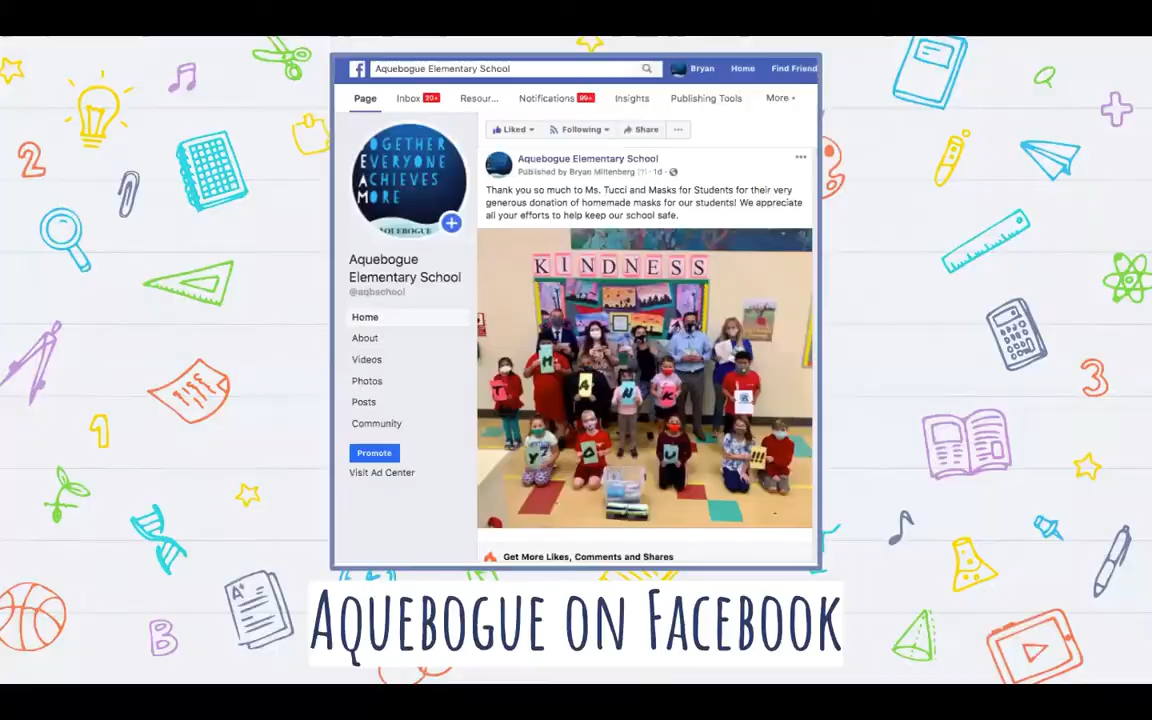 Aquebogue Elementary School
Bryan Home Find Friend
Page Inbox 20+ Resour... Notifications 99+ Insights Publishing Tools More
Liked Following Share ...
TOGETHER
EVERYONE
ACHIEVES
MORE
AQUEBOGUE
Aquebogue
Elementary School
@aqbschool
Home
About
Videos
Photos
Posts
Community
Promote
Visit Ad Center
Aquebogue Elementary School
Published by Bryan Miltenberg [?] · 1d ·
Thank you so much to Ms. Tucci and Masks for Students for their very
generous donation of homemade masks for our students! We appreciate
all your efforts to help keep our school safe.
KINDNESS
T H A N K
Y O U !!!
Get More Likes, Comments and Shares
2
1
3
A+
B
AQUEBOGUE ON FACEBOOK